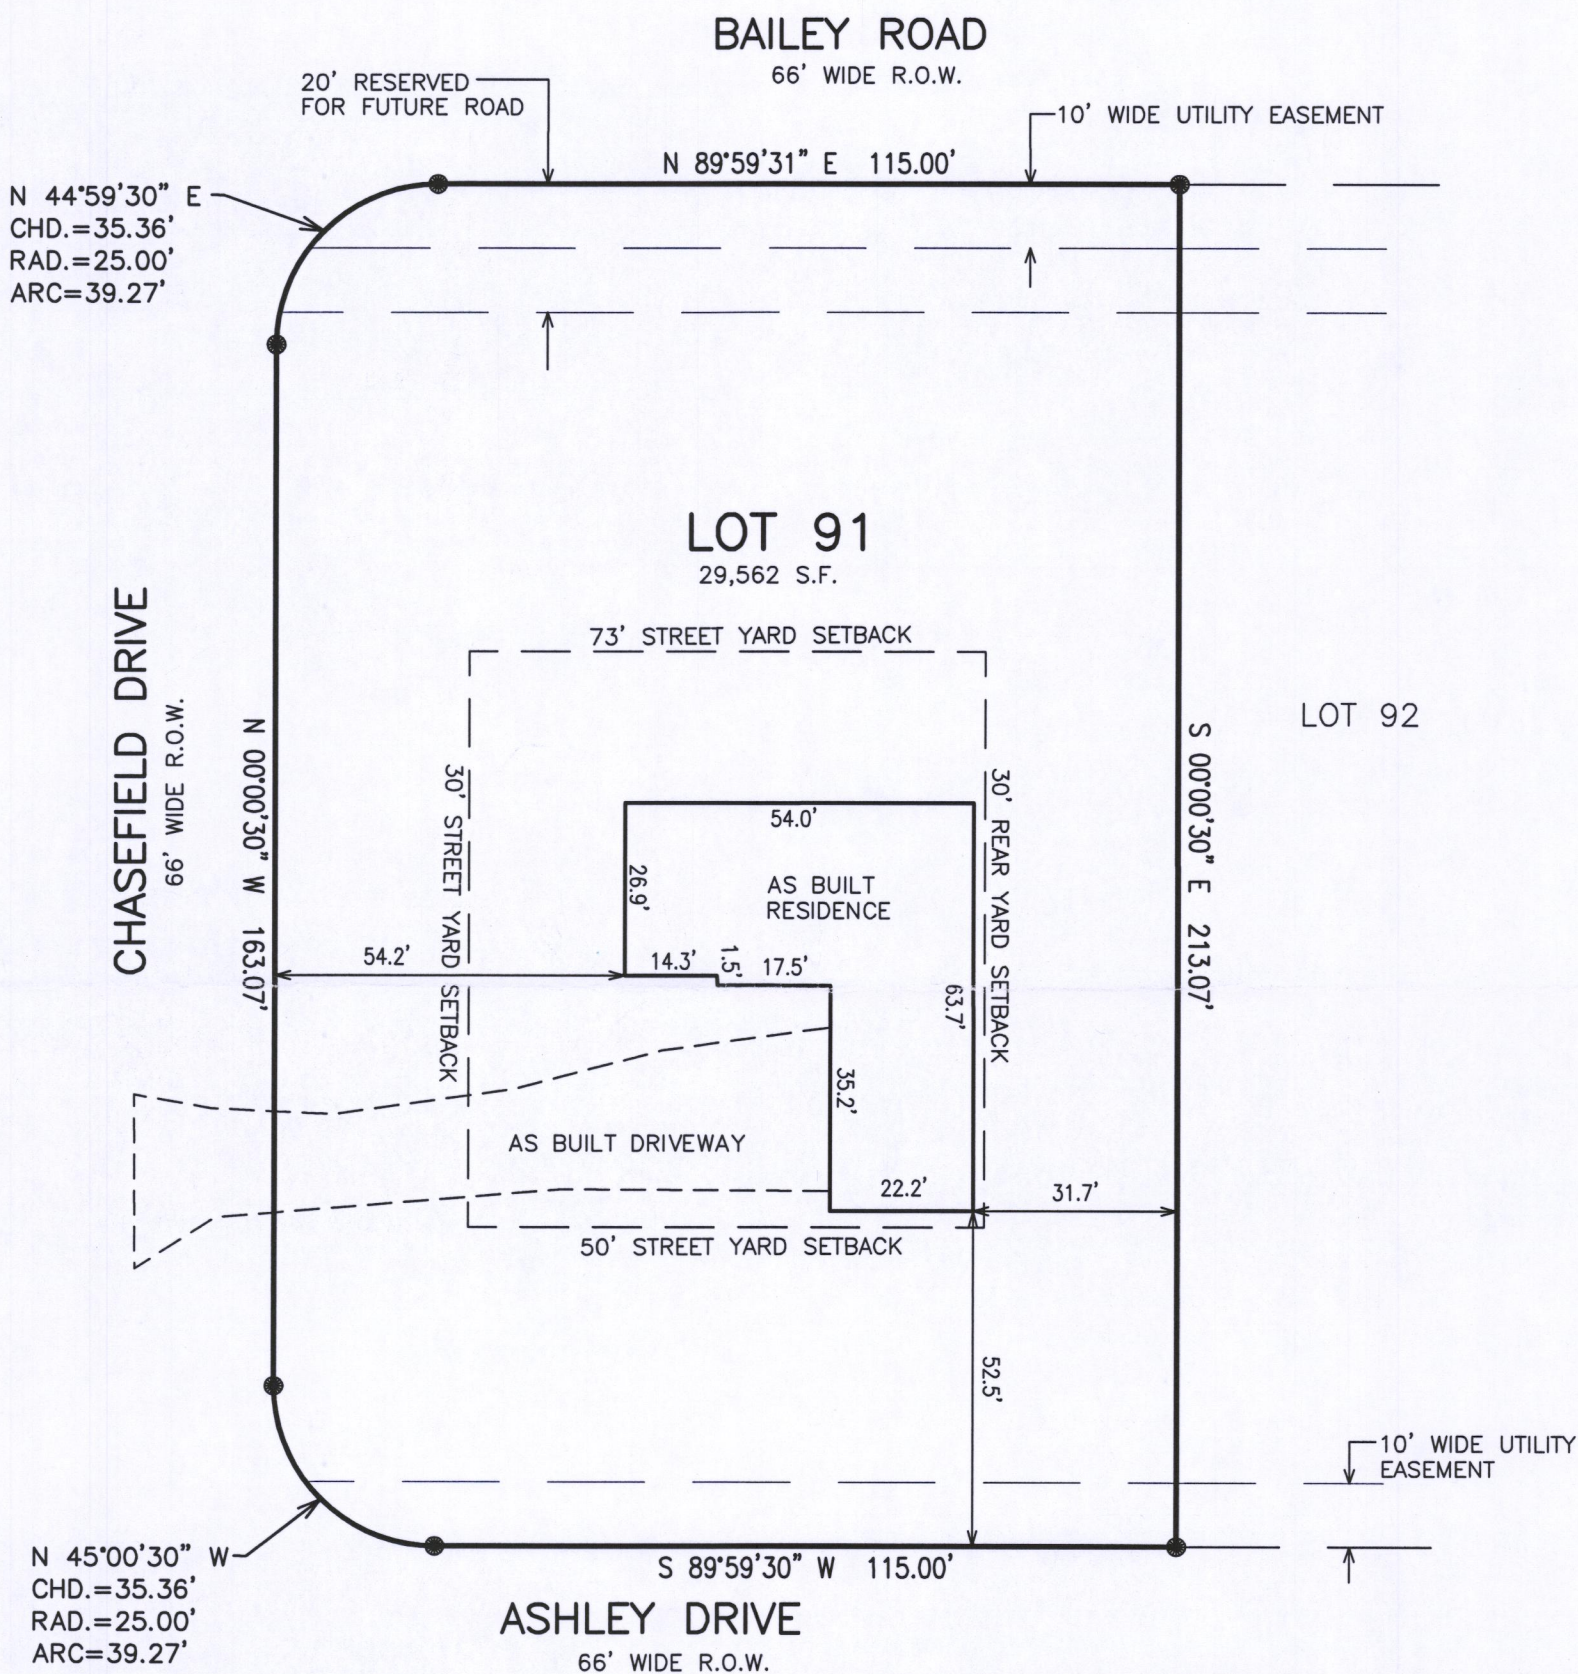 BAILEY ROAD
66' WIDE R.O.W.
20' RESERVED
FOR FUTURE ROAD
10' WIDE UTILITY EASEMENT
N 89°59'31" E 115.00'
N 44°59'30" E
CHD.=35.36'
RAD.=25.00'
ARC=39.27'
LOT 91
29,562 S.F.
73' STREET YARD SETBACK
CHASEFIELD DRIVE
66' WIDE R.O.W.
N 00°00'30" W 163.07'
30' STREET YARD SETBACK
54.0'
26.9'
AS BUILT
RESIDENCE
30' REAR YARD SETBACK
S 00°00'30" E 213.07'
LOT 92
54.2'
14.3'
1.5'
17.5'
63.7'
35.2'
AS BUILT DRIVEWAY
22.2'
31.7'
50' STREET YARD SETBACK
52.5'
10' WIDE UTILITY
EASEMENT
S 89°59'30" W 115.00'
N 45°00'30" W
CHD.=35.36'
RAD.=25.00'
ARC=39.27'
ASHLEY DRIVE
66' WIDE R.O.W.